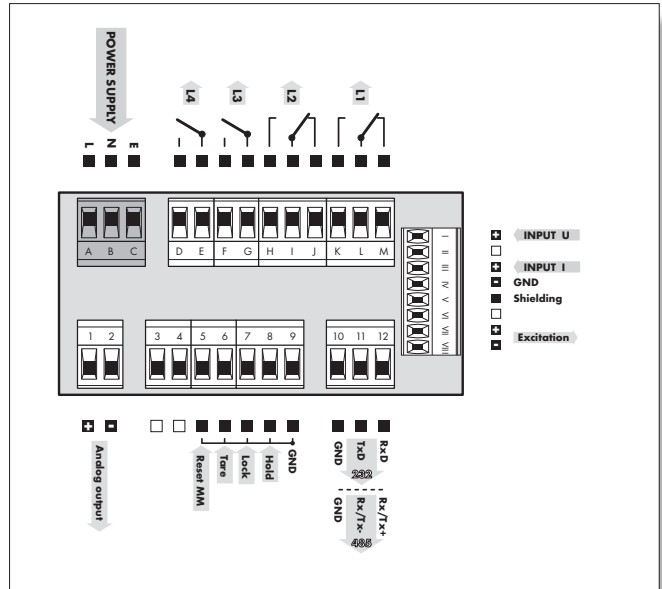 POWER SUPPLY
L N E
L4 L3 L2 L1
A B C D E F G H I J K L M
I
II
III
IV
V
VI
VII
VIII
+ INPUT U
+ INPUT I
- GND
Shielding
+
Excitation
-
1 2 3 4 5 6 7 8 9 10 11 12
+ -
Analog output
Reset MM
Tare
Lock
Hold
GND
GND
TxD
RxD
232
GND
Rx/Tx-
Rx/Tx+
485